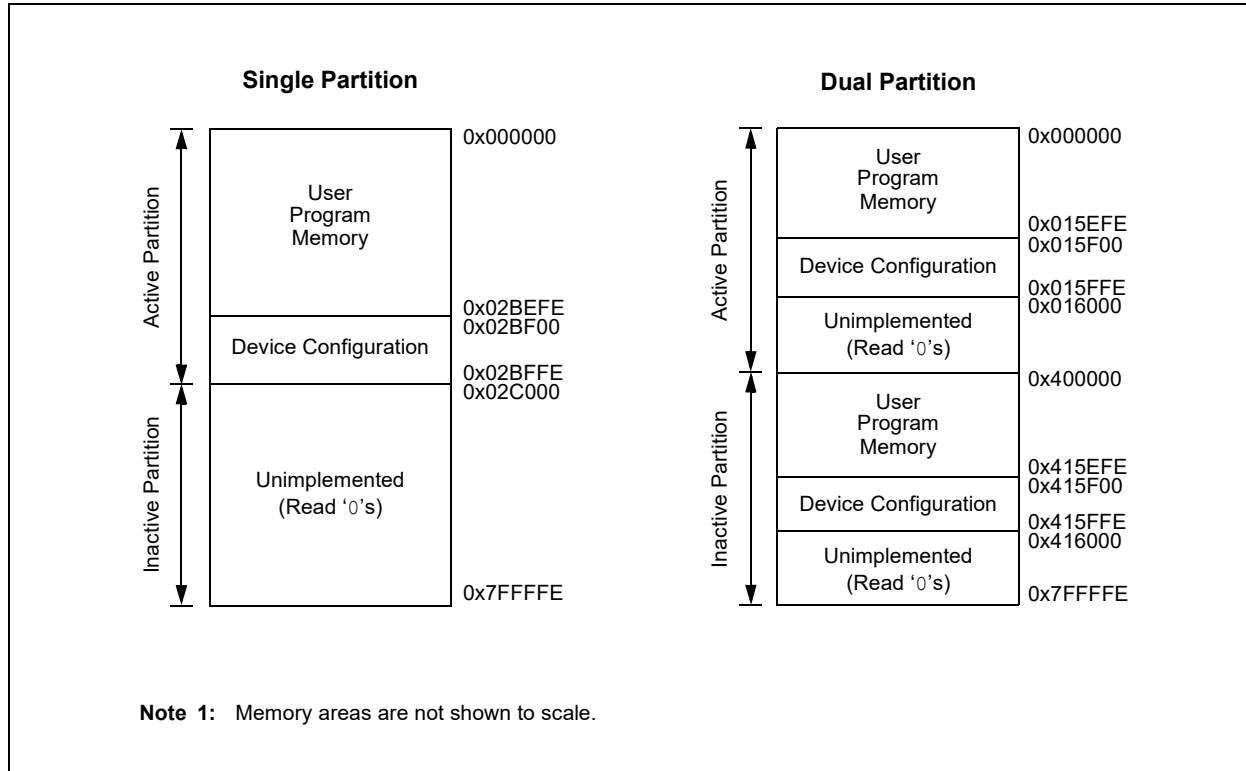 Single Partition
Active Partition
Inactive Partition
0x000000
User
Program
Memory
0x02BEFE
0x02BF00
Device Configuration
0x02BFFE
0x02C000
Unimplemented
(Read ‘0’s)
0x7FFFFE
Dual Partition
Active Partition
Inactive Partition
0x000000
User
Program
Memory
0x015EFE
0x015F00
Device Configuration
0x015FFE
0x016000
Unimplemented
(Read ‘0’s)
0x400000
User
Program
Memory
0x415EFE
0x415F00
Device Configuration
0x415FFE
0x416000
Unimplemented
(Read ‘0’s)
0x7FFFFE
Note 1: Memory areas are not shown to scale.